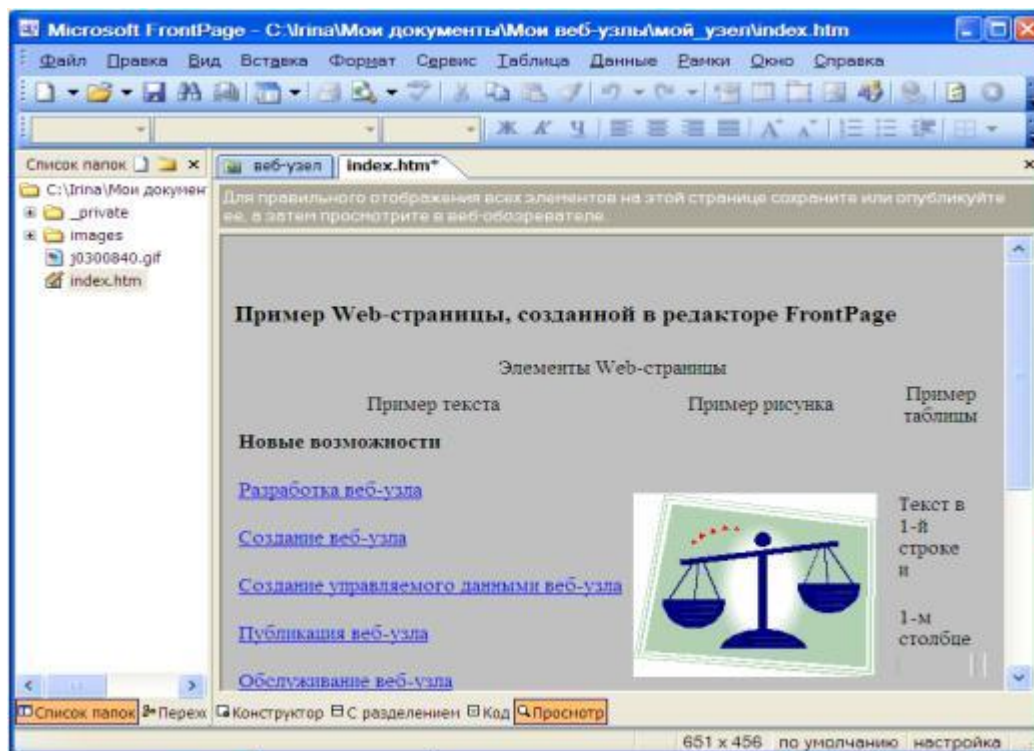 Microsoft FrontPage - C:\Irina\Мои документы\Мои веб-узлы\мой_узел\index.htm
Файл Правка Вид Вставка Формат Сервис Таблица Данные Рамки Окно Справка
Ж К Ч
Список папок
веб-узел index.htm*
C:\Irina\Мои докумен
Для правильного отображения всех элементов на этой странице сохраните или опубликуйте
ее, а затем просмотрите в веб-обозревателе.
_private
images
j0300840.gif
index.htm
Пример Web-страницы, созданной в редакторе FrontPage
Элементы Web-страницы
Пример текста Пример рисунка Пример
таблицы
Новые возможности
Разработка веб-узла
Создание веб-узла
Создание управляемого данными веб-узла
Публикация веб-узла
Обслуживание веб-узла
Текст в
1-й
строке
и
1-м
столбце
Список папок Перех Конструктор С разделением Код Просмотр
651 x 456 по умолчанию настройка